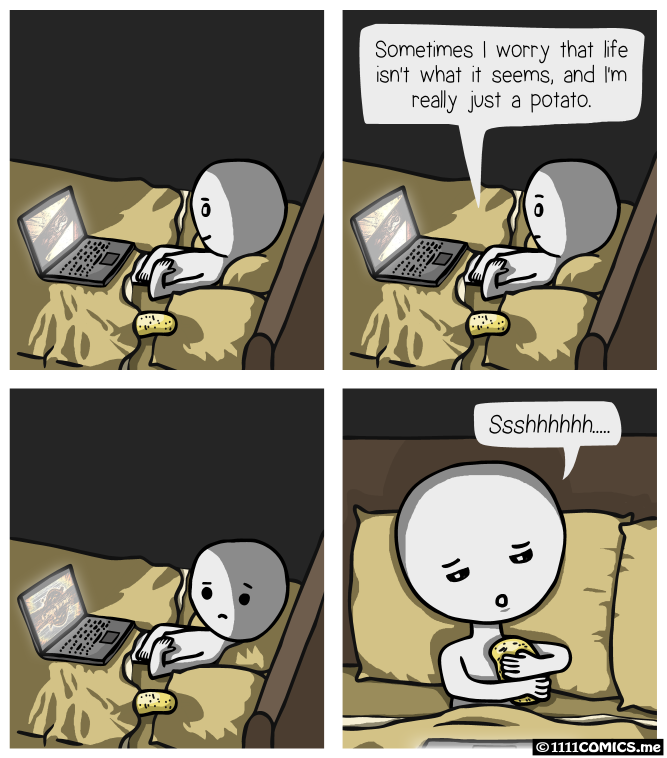 Sometimes I worry that life
isn't what it seems, and I'm
really just a potato.
Ssshhhhhh.....
©1111COMICS.me